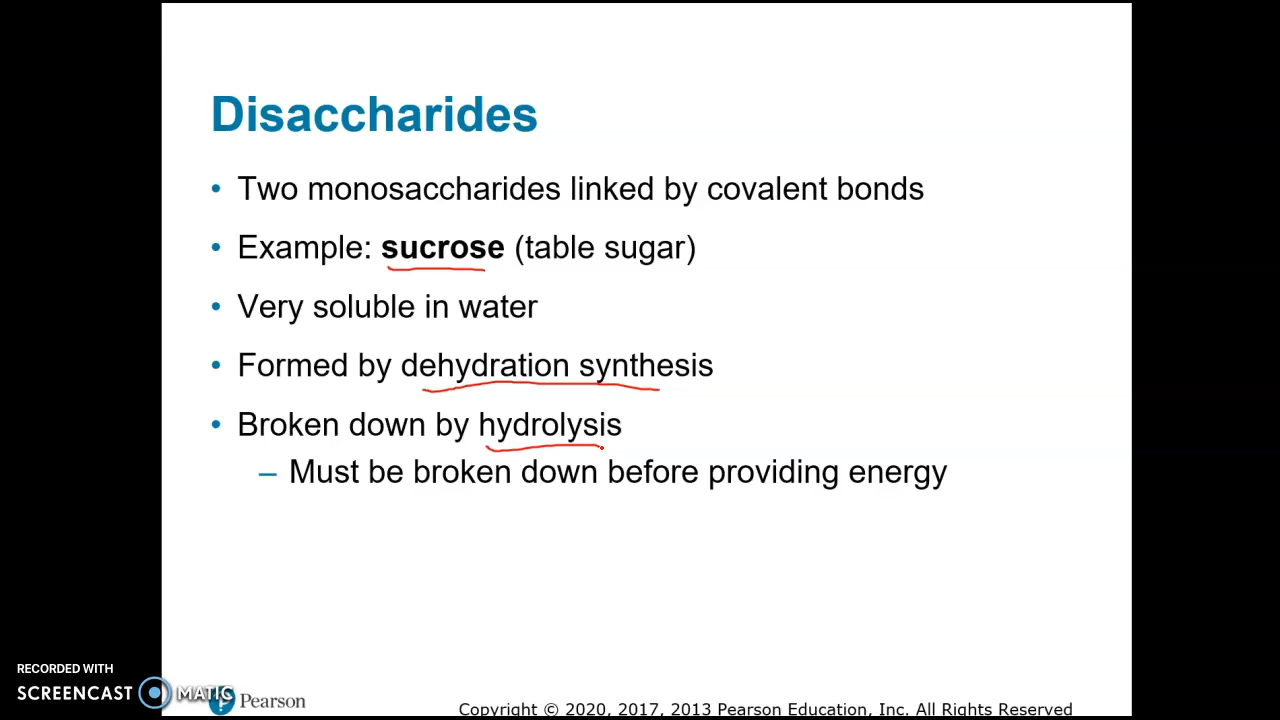 Disaccharides
• Two monosaccharides linked by covalent bonds
• Example: sucrose (table sugar)
• Very soluble in water
• Formed by dehydration synthesis
• Broken down by hydrolysis
– Must be broken down before providing energy
RECORDED WITH
SCREENCAST MATIC
Pearson
Copyright © 2020, 2017, 2013 Pearson Education, Inc. All Rights Reserved